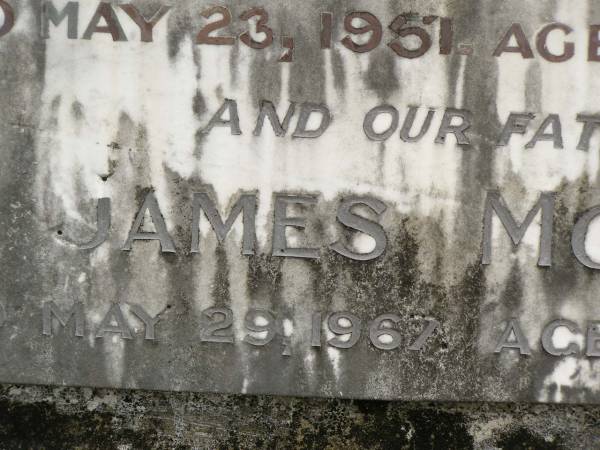 MAY 23, 1951. AGE
AND OUR FAT
JAMES MC
MAY 29, 1967 AGE